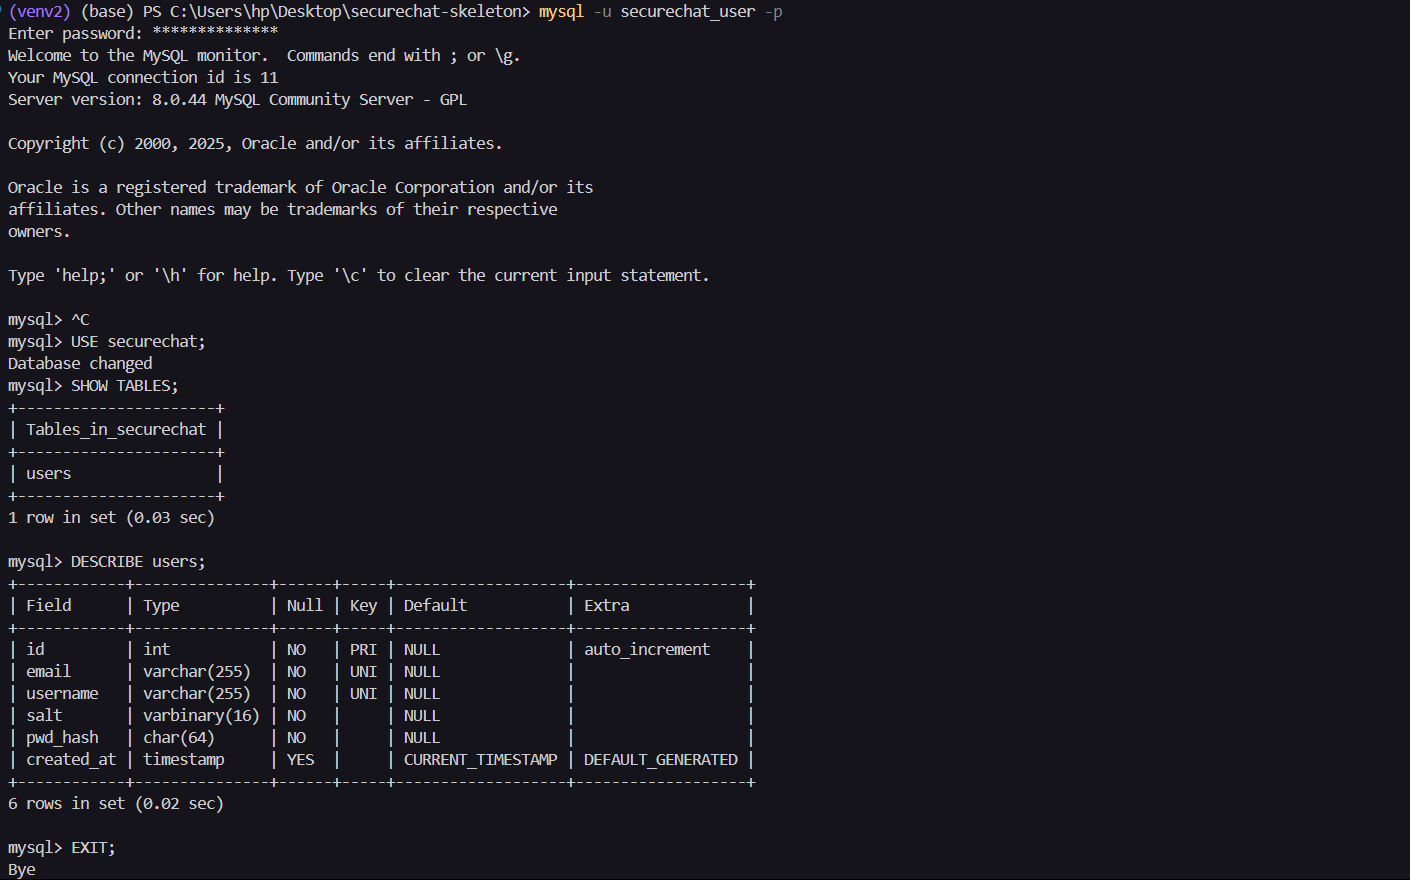 (venv2) (base) PS C:\Users\hp\Desktop\securechat-skeleton> mysql -u securechat_user -p
Enter password: **************
Welcome to the MySQL monitor.  Commands end with ; or \g.
Your MySQL connection id is 11
Server version: 8.0.44 MySQL Community Server - GPL

Copyright (c) 2000, 2025, Oracle and/or its affiliates.

Oracle is a registered trademark of Oracle Corporation and/or its
affiliates. Other names may be trademarks of their respective
owners.

Type 'help;' or '\h' for help. Type '\c' to clear the current input statement.

mysql> ^C
mysql> USE securechat;
Database changed
mysql> SHOW TABLES;
+----------------------+
| Tables_in_securechat |
+----------------------+
| users                |
+----------------------+
1 row in set (0.03 sec)

mysql> DESCRIBE users;
+------------+---------------+------+-----+-------------------+-------------------+
| Field      | Type          | Null | Key | Default           | Extra             |
+------------+---------------+------+-----+-------------------+-------------------+
| id         | int           | NO   | PRI | NULL              | auto_increment    |
| email      | varchar(255)  | NO   | UNI | NULL              |                   |
| username   | varchar(255)  | NO   | UNI | NULL              |                   |
| salt       | varbinary(16) | NO   |     | NULL              |                   |
| pwd_hash   | char(64)      | NO   |     | NULL              |                   |
| created_at | timestamp     | YES  |     | CURRENT_TIMESTAMP | DEFAULT_GENERATED |
+------------+---------------+------+-----+-------------------+-------------------+
6 rows in set (0.02 sec)

mysql> EXIT;
Bye